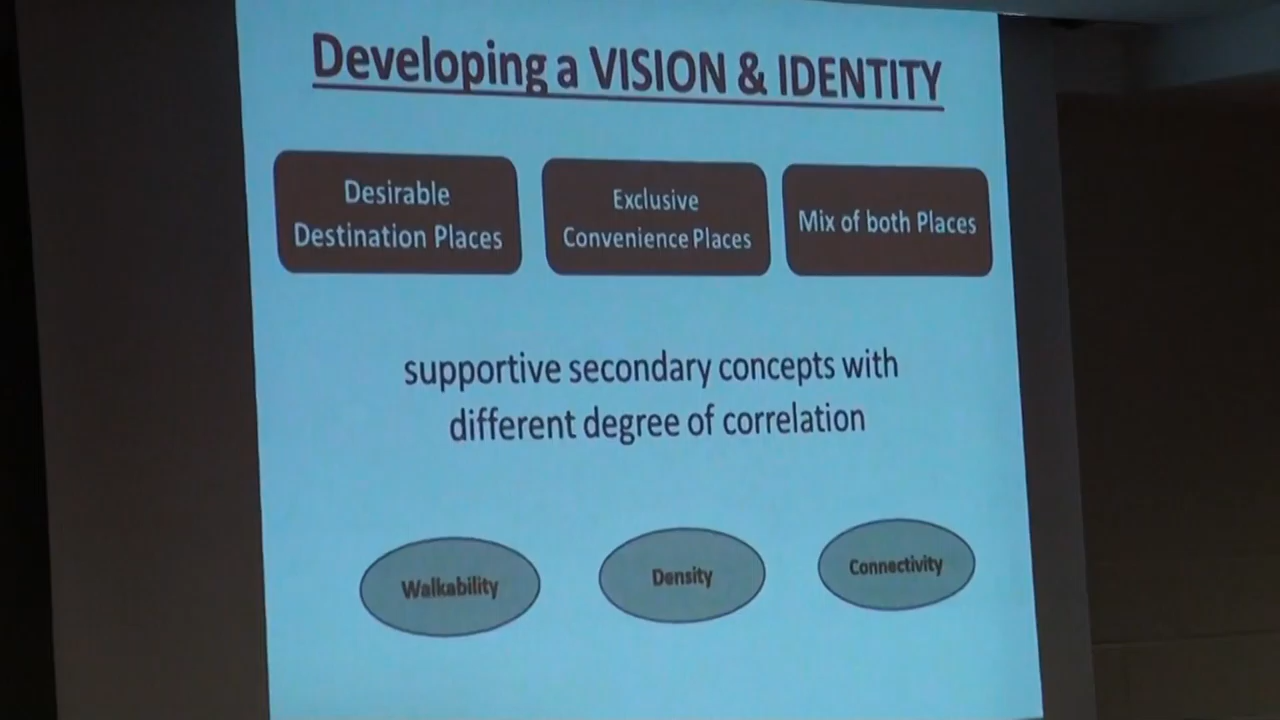 Developing a VISION & IDENTITY
Desirable
Destination Places
Exclusive
Convenience Places
Mix of both Places
supportive secondary concepts with
different degree of correlation
Walkability
Density
Connectivity